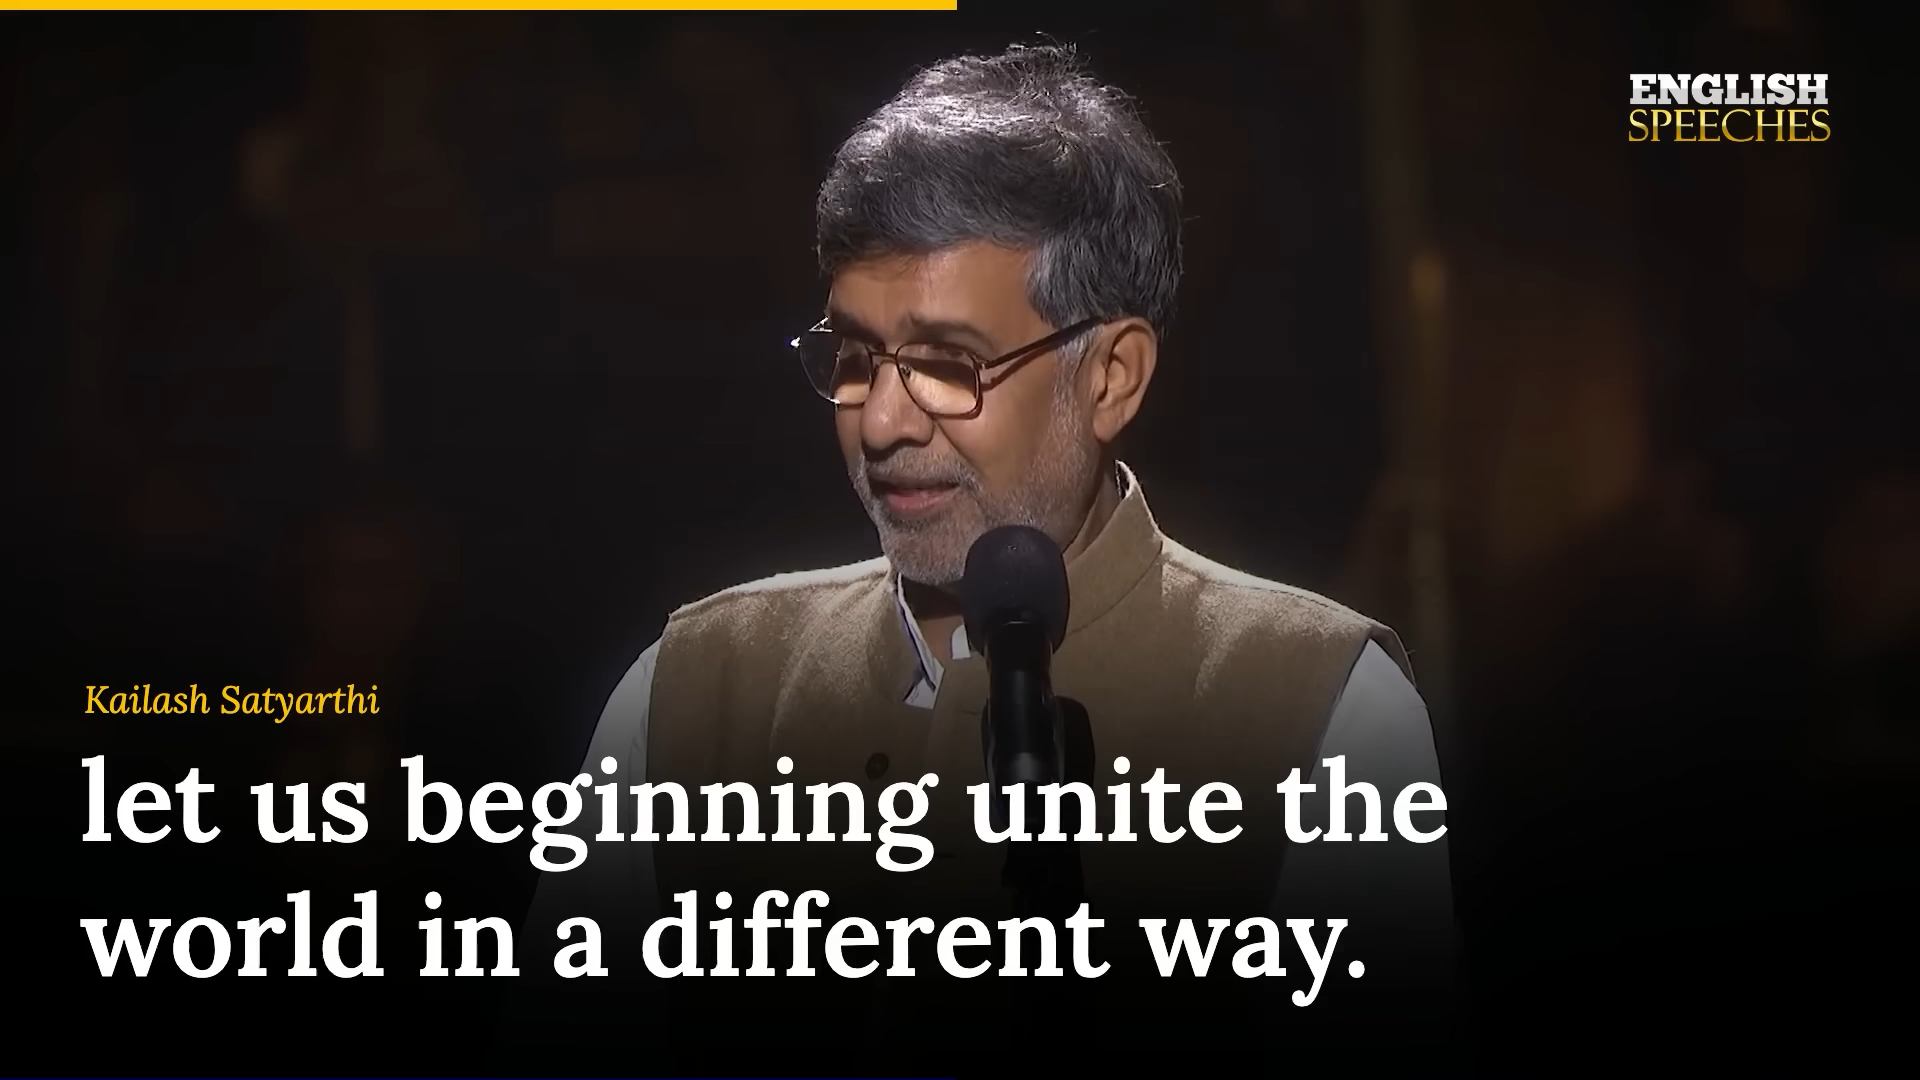 ENGLISH
SPEECHES
Kailash Satyarthi
let us beginning unite the
world in a different way.